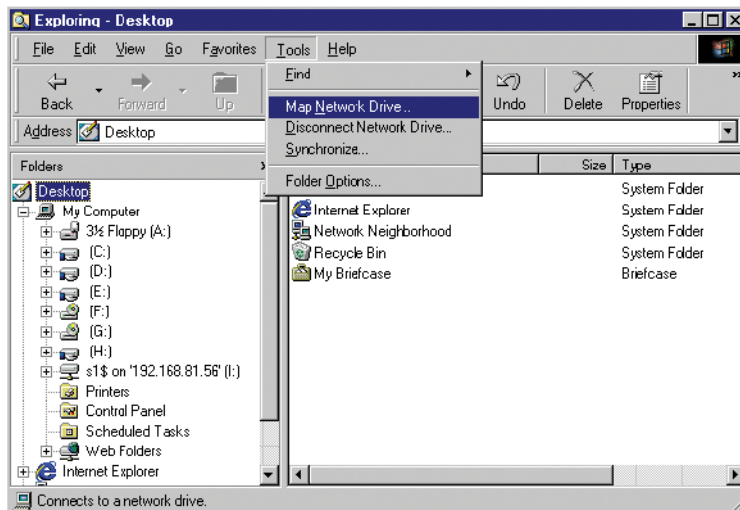 Exploring - Desktop
File Edit View Go Favorites Tools Help
Back Forward Up Undo Delete Properties
Find
Map Network Drive...
Disconnect Network Drive...
Synchronize...
Folder Options...
Address Desktop
Folders
Size Type
Desktop
My Computer
3½ Floppy (A:)
(C:)
(D:)
(E:)
(F:)
(G:)
(H:)
s1$ on '192.168.81.56' (I:)
Printers
Control Panel
Scheduled Tasks
Web Folders
Internet Explorer
System Folder
Internet Explorer System Folder
Network Neighborhood System Folder
Recycle Bin System Folder
My Briefcase Briefcase
Connects to a network drive.